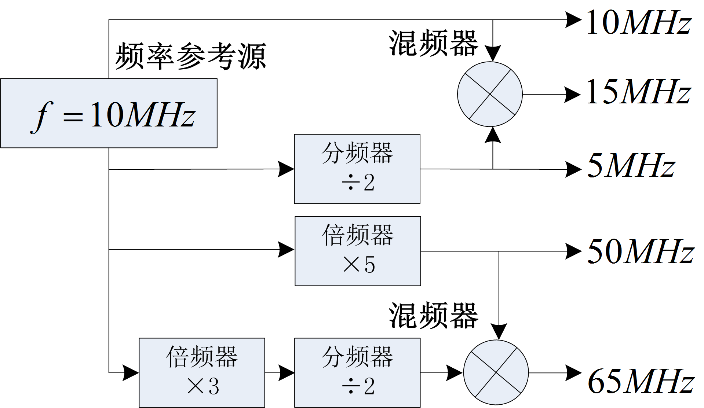 10MHz
混频器
频率参考源
f=10MHz
15MHz
分频器
÷2
5MHz
倍频器
×5
50MHz
混频器
倍频器
×3
分频器
÷2
65MHz